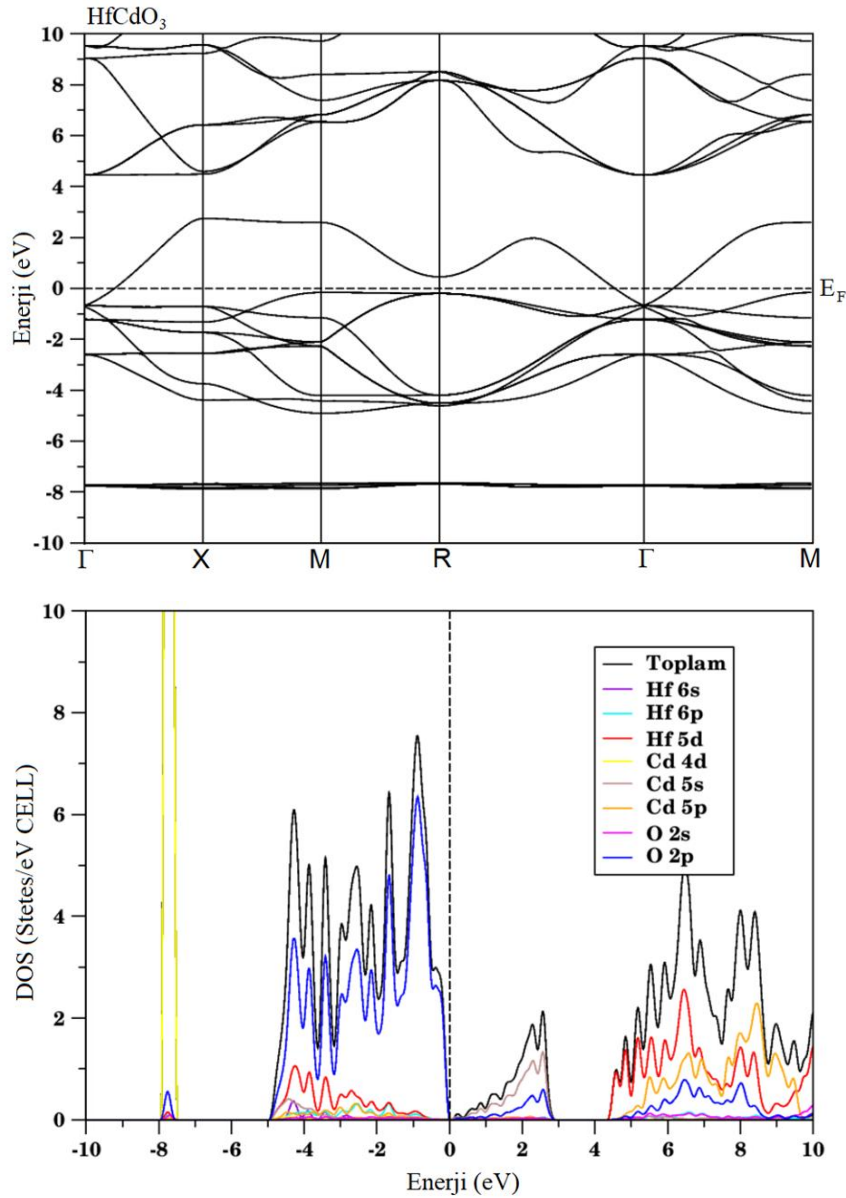 HfCdO3
10
8
6
4
2
0
-2
-4
-6
-8
-10
Enerji (eV)
E_F
Γ X M R Γ M
10
8
6
4
2
0
DOS (Stetes/eV CELL)
Toplam
Hf 6s
Hf 6p
Hf 5d
Cd 4d
Cd 5s
Cd 5p
O 2s
O 2p
-10 -8 -6 -4 -2 0 2 4 6 8 10
Enerji (eV)